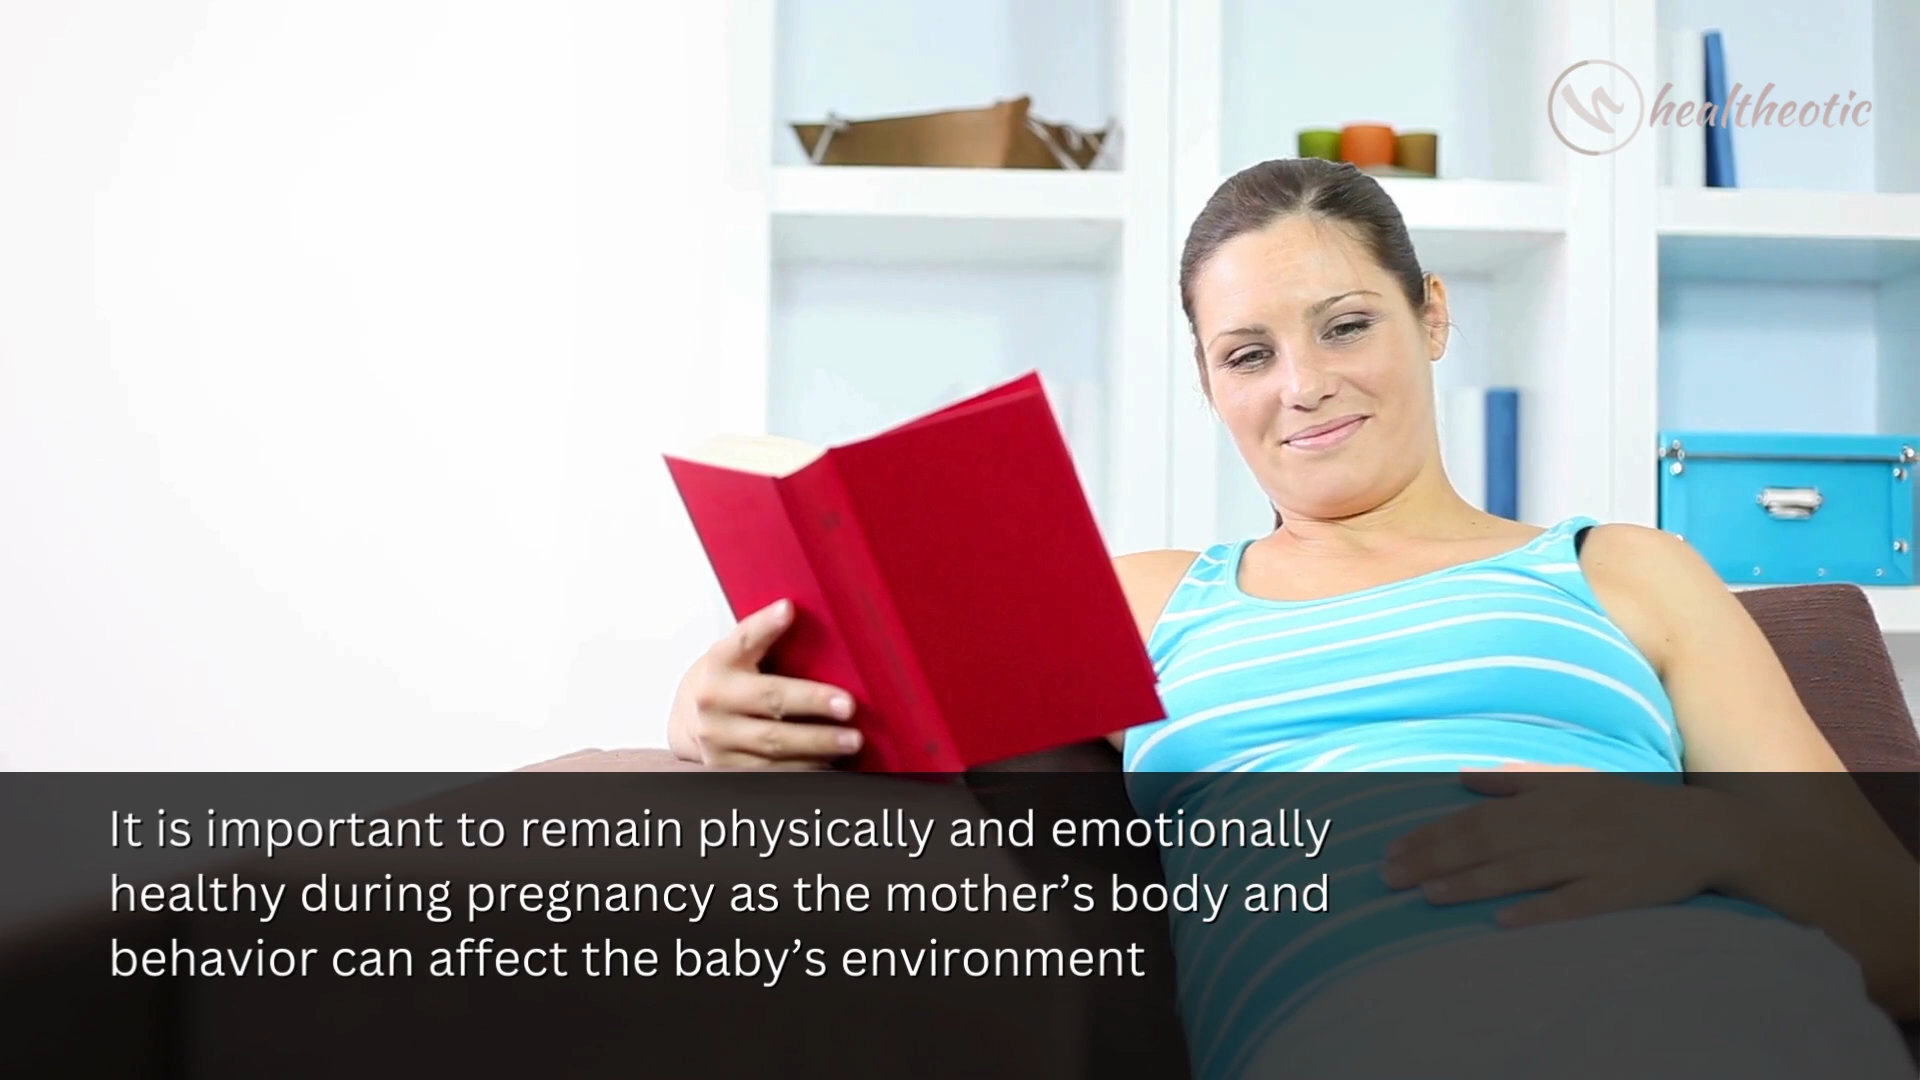 healtheotic
It is important to remain physically and emotionally
healthy during pregnancy as the mother’s body and
behavior can affect the baby’s environment